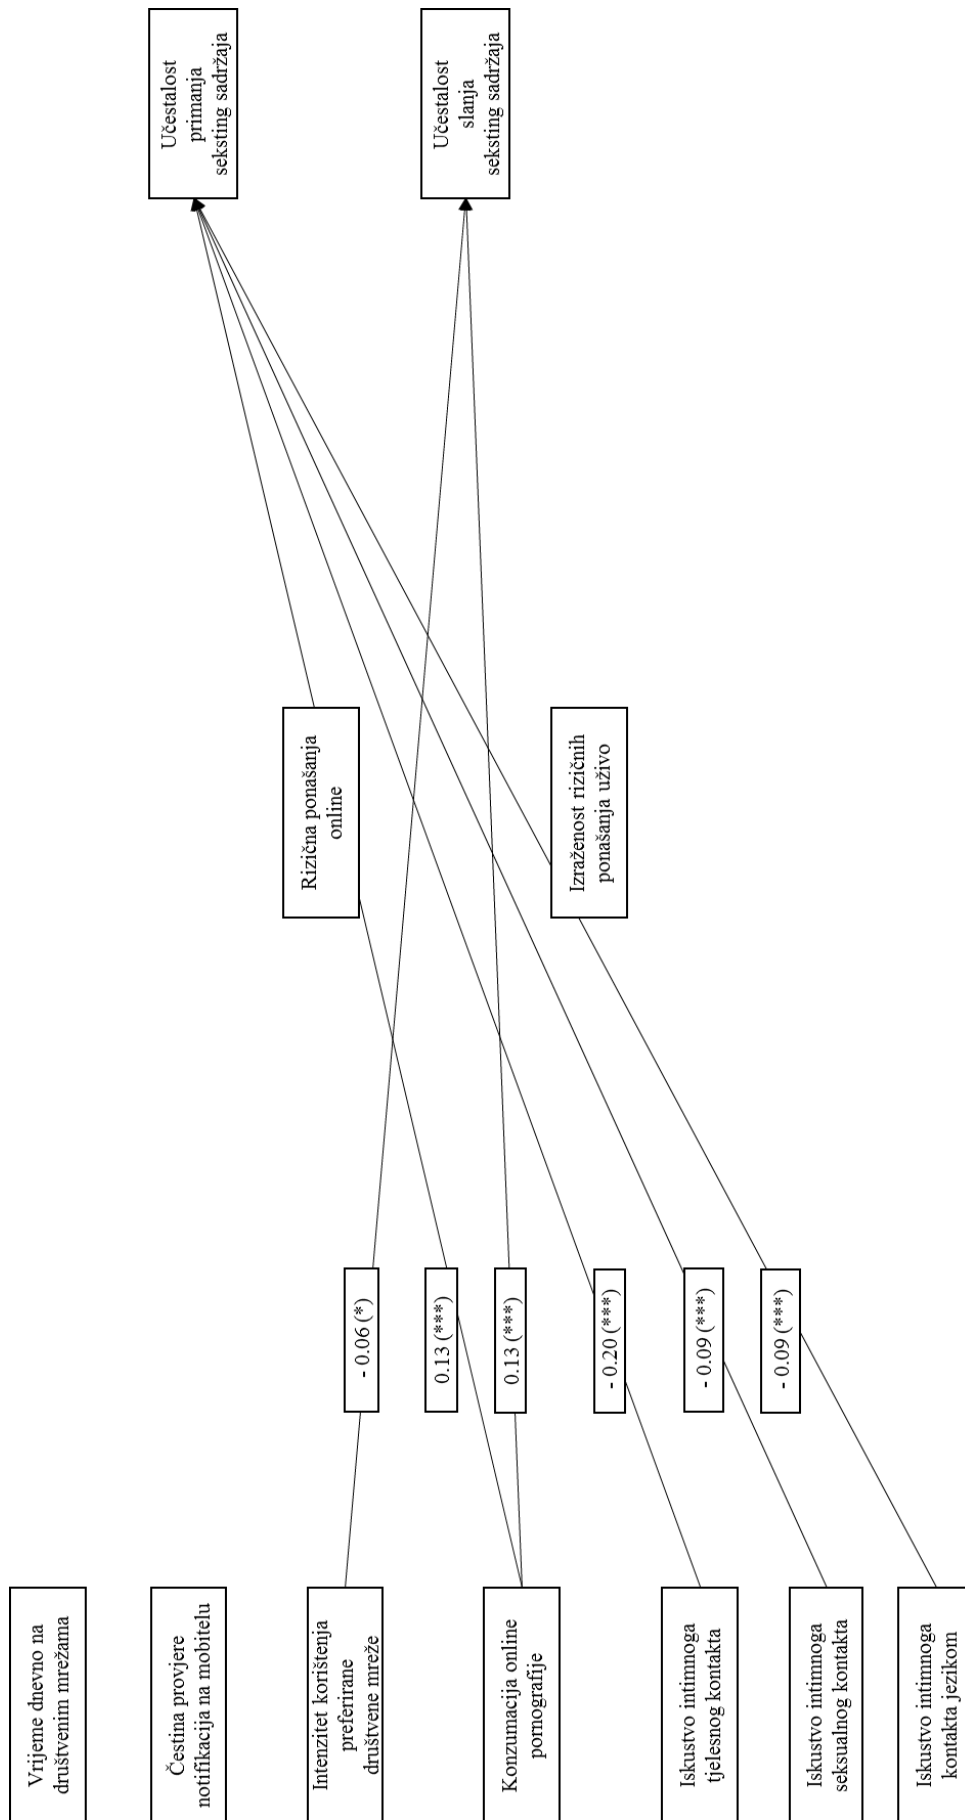 Vrijeme dnevno na
društvenim mrežama
Čestina provjere
notifikacija na mobitelu
Intenzitet korištenja
preferirane
društvene mreže
Konzumacija online
pornografije
Iskustvo intimnoga
tjelesnog kontakta
Iskustvo intimnoga
seksualnog kontakta
Iskustvo intimnoga
kontakta jezikom
- 0.06 (*)
0.13 (***)
0.13 (***)
- 0.20 (***)
- 0.09 (***)
- 0.09 (***)
Rizična ponašanja
online
Izraženost rizičnih
ponašanja uživo
Učestalost
primanja
seksting sadržaja
Učestalost
slanja
seksting sadržaja